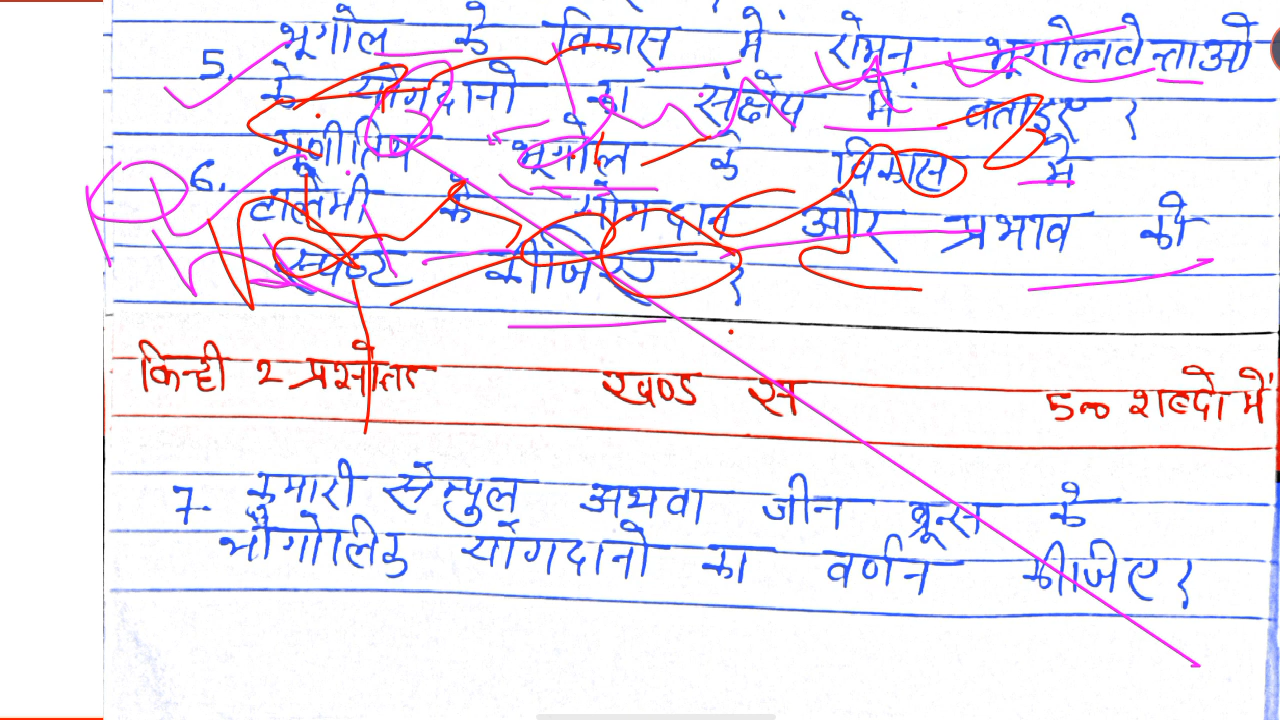 5. भूगोल के विकास में रोमन भूगोलवेत्ताओ
के योगदानो का संक्षेप में बताइए।
6. गणीतिय भूगोल के विकास मे
टालेमी के योगदान और प्रभाव को
स्पष्ट कीजिए।
किन्ही 2 प्रश्नोत्तर खण्ड स 500 शब्दो में
7. कुमारी सेम्पुल अथवा जीन ब्रून्स के
भौगोलिक योगदानो का वर्णन कीजिए।